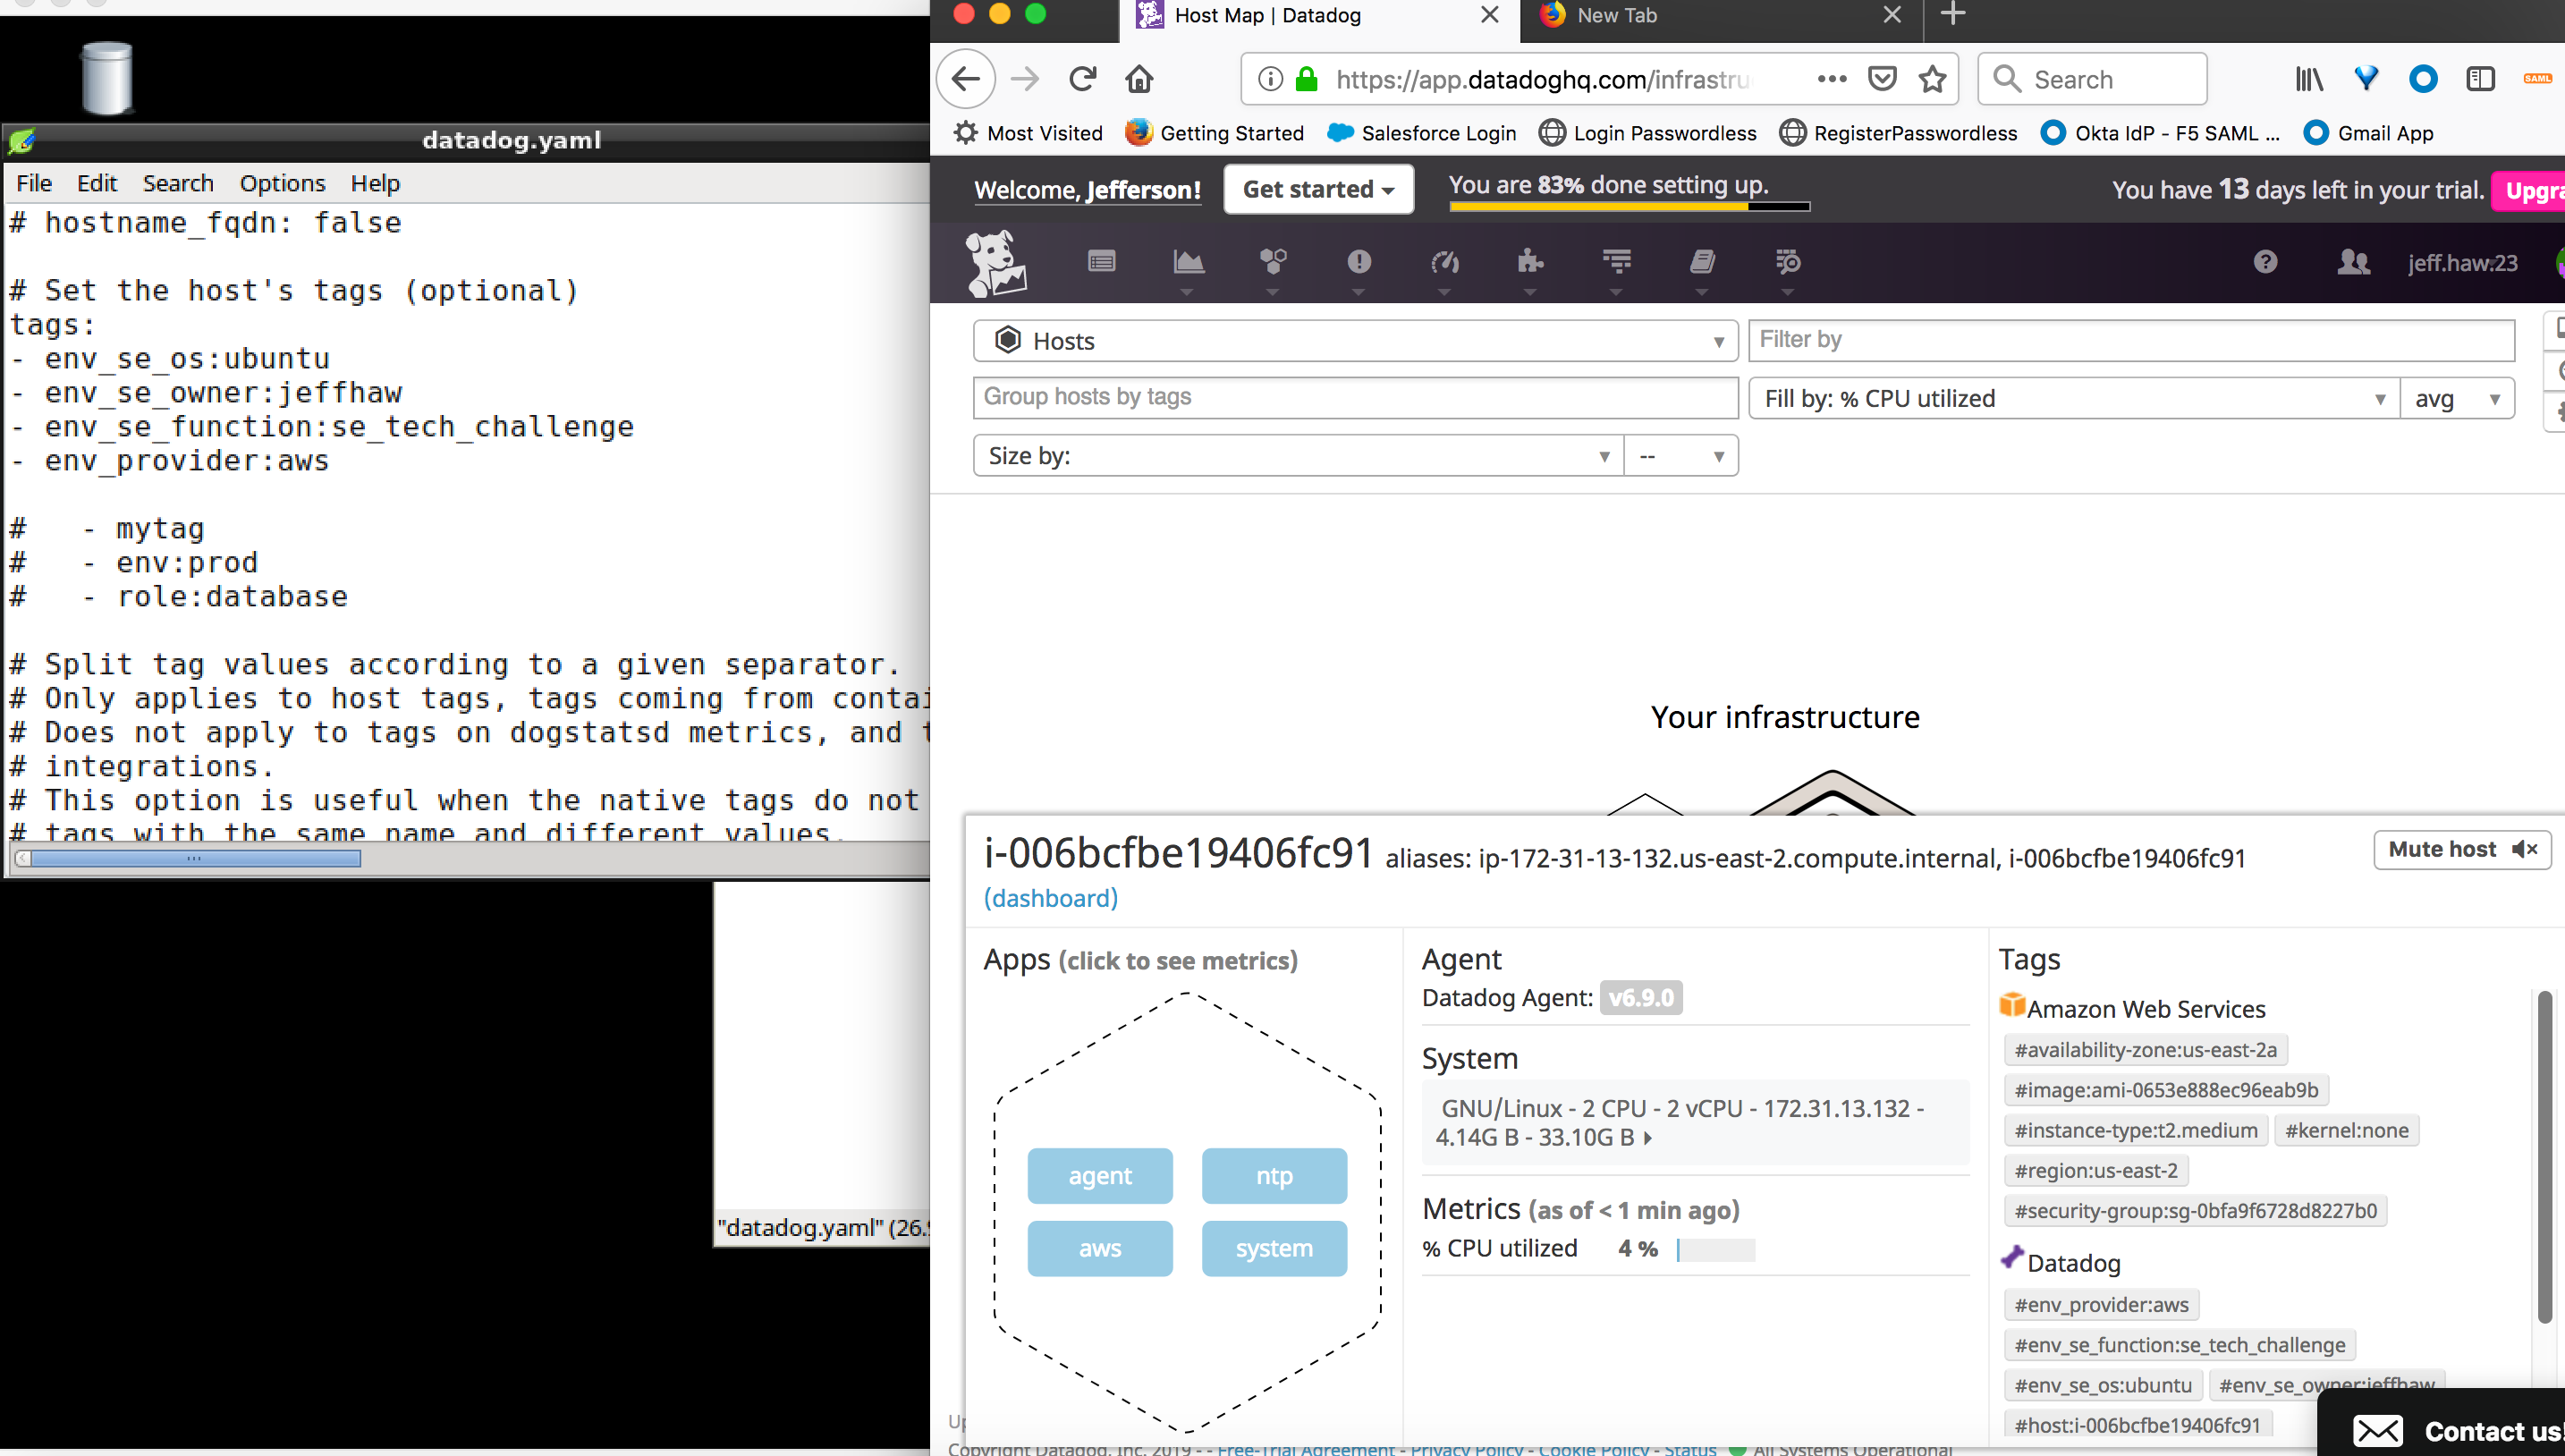 datadog.yaml
File Edit Search Options Help
# hostname_fqdn: false
# Set the host's tags (optional)
tags:
- env_se_os:ubuntu
- env_se_owner:jeffhaw
- env_se_function:se_tech_challenge
- env_provider:aws
#   - mytag
#   - env:prod
#   - role:database
# Split tag values according to a given separator.
# Only applies to host tags, tags coming from contai
# Does not apply to tags on dogstatsd metrics, and t
# integrations.
# This option is useful when the native tags do not
# tags with the same name and different values.
"datadog.yaml" (26.
Host Map | Datadog
New Tab
https://app.datadoghq.com/infrastru
Search
SAML
Most Visited Getting Started Salesforce Login Login Passwordless RegisterPasswordless Okta IdP - F5 SAML ... Gmail App
Welcome, Jefferson! Get started You are 83% done setting up. You have 13 days left in your trial. Upgra
jeff.haw.23
Hosts Filter by
Group hosts by tags Fill by: % CPU utilized avg
Size by: --
Your infrastructure
i-006bcfbe19406fc91 aliases: ip-172-31-13-132.us-east-2.compute.internal, i-006bcfbe19406fc91 Mute host
(dashboard)
Apps (click to see metrics)
agent ntp
aws system
Agent
Datadog Agent: v6.9.0
System
GNU/Linux - 2 CPU - 2 vCPU - 172.31.13.132 -
4.14G B - 33.10G B
Metrics (as of < 1 min ago)
% CPU utilized 4 %
Tags
Amazon Web Services
#availability-zone:us-east-2a
#image:ami-0653e888ec96eab9b
#instance-type:t2.medium #kernel:none
#region:us-east-2
#security-group:sg-0bfa9f6728d8227b0
Datadog
#env_provider:aws
#env_se_function:se_tech_challenge
#env_se_os:ubuntu #env_se_owner:jeffhaw
#host:i-006bcfbe19406fc91
Contact us!
Copyright Datadog, Inc. 2019 - - Free-Trial Agreement - Privacy Policy - Cookie Policy - Status All Systems Operational